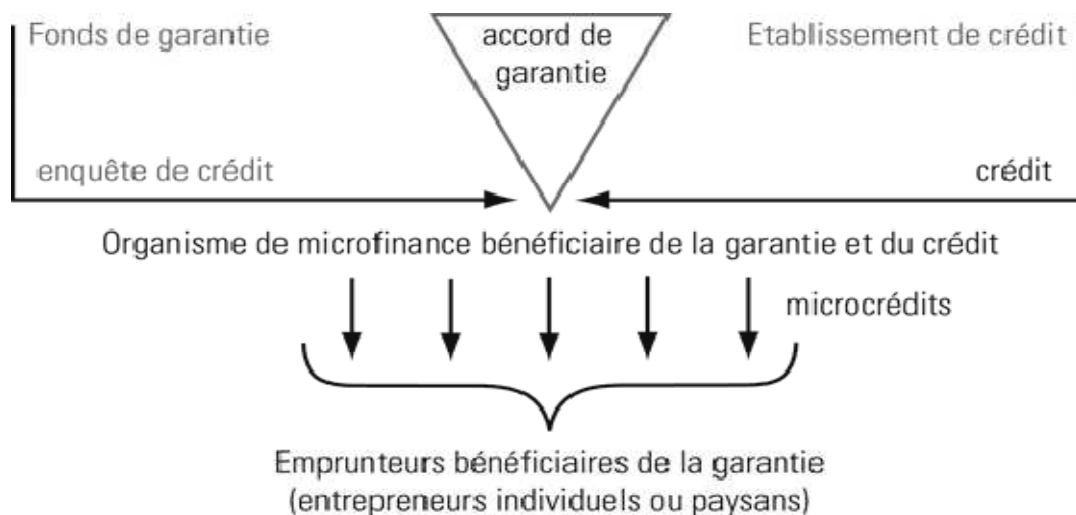 Fonds de garantie
accord de
garantie
Etablissement de crédit
enquête de crédit
crédit
Organisme de microfinance bénéficiaire de la garantie et du crédit
microcrédits
Emprunteurs bénéficiaires de la garantie
(entrepreneurs individuels ou paysans)